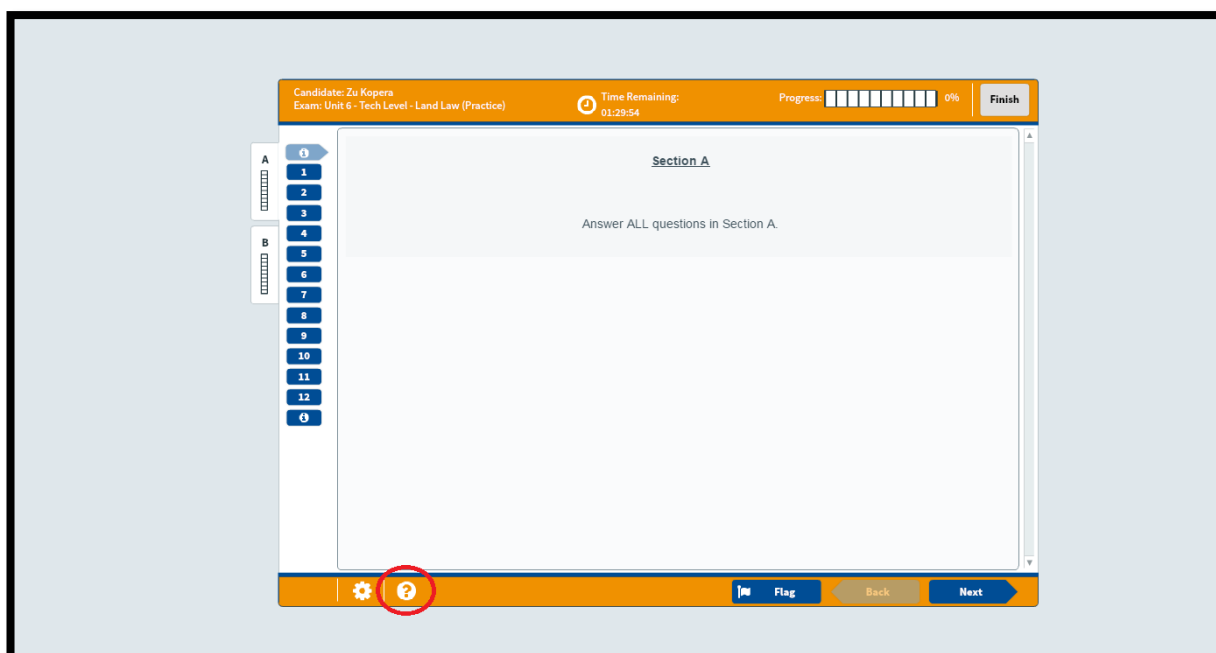 Candidate: Zu Kopera
Exam: Unit 6 - Tech Level - Land Law (Practice)
Time Remaining:
01:29:54
Progress:
0%
Finish
A
B
1
2
3
4
5
6
7
8
9
10
11
12
Section A
Answer ALL questions in Section A.
?
Flag
Back
Next